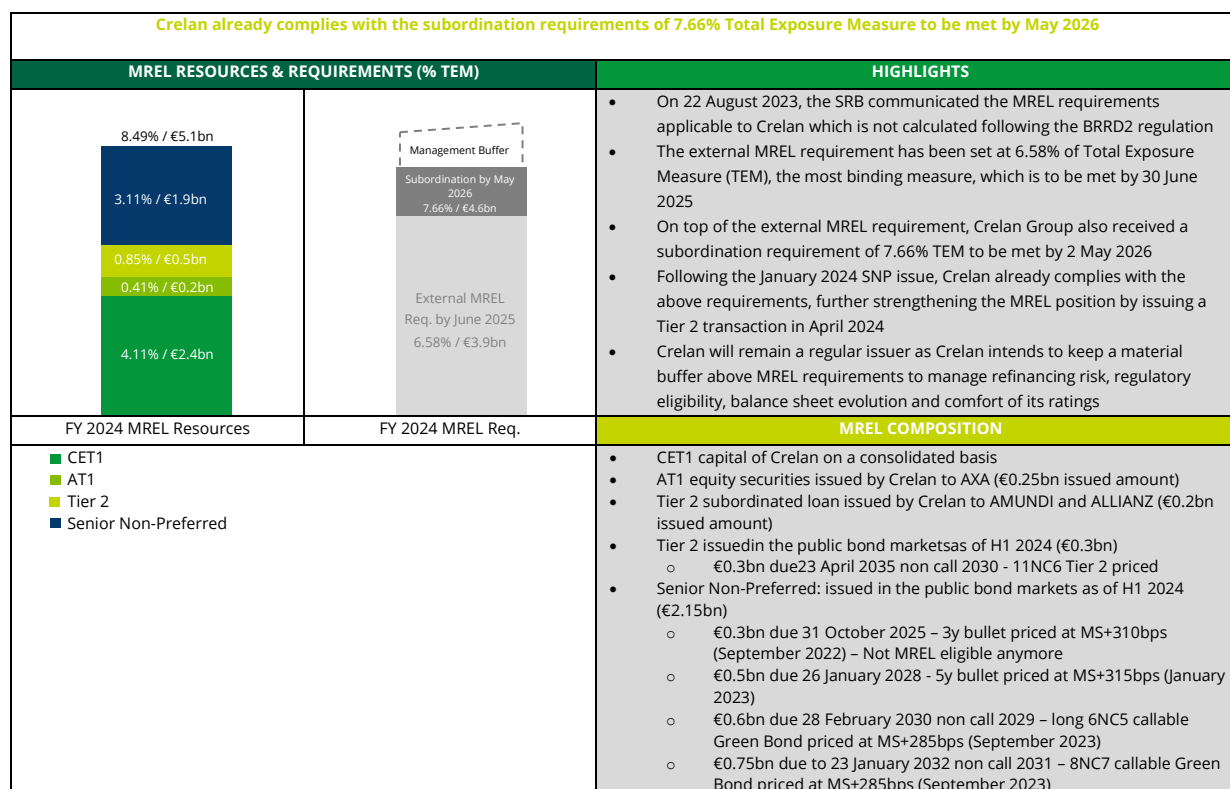 Crelan already complies with the subordination requirements of 7.66% Total Exposure Measure to be met by May 2026
MREL RESOURCES & REQUIREMENTS (% TEM)
8.49% / €5.1bn
3.11% / €1.9bn
0.85% / €0.5bn
0.41% / €0.2bn
4.11% / €2.4bn
Management Buffer
Subordination by May
2026
7.66% / €4.6bn
External MREL
Req. by June 2025
6.58% / €3.9bn
FY 2024 MREL Resources
FY 2024 MREL Req.
CET1
AT1
Tier 2
Senior Non-Preferred
HIGHLIGHTS
• On 22 August 2023, the SRB communicated the MREL requirements
applicable to Crelan which is not calculated following the BRRD2 regulation
• The external MREL requirement has been set at 6.58% of Total Exposure
Measure (TEM), the most binding measure, which is to be met by 30 June
2025
• On top of the external MREL requirement, Crelan Group also received a
subordination requirement of 7.66% TEM to be met by 2 May 2026
• Following the January 2024 SNP issue, Crelan already complies with the
above requirements, further strengthening the MREL position by issuing a
Tier 2 transaction in April 2024
• Crelan will remain a regular issuer as Crelan intends to keep a material
buffer above MREL requirements to manage refinancing risk, regulatory
eligibility, balance sheet evolution and comfort of its ratings
MREL COMPOSITION
• CET1 capital of Crelan on a consolidated basis
• AT1 equity securities issued by Crelan to AXA (€0.25bn issued amount)
• Tier 2 subordinated loan issued by Crelan to AMUNDI and ALLIANZ (€0.2bn
issued amount)
• Tier 2 issuedin the public bond marketsas of H1 2024 (€0.3bn)
o €0.3bn due23 April 2035 non call 2030 - 11NC6 Tier 2 priced
• Senior Non-Preferred: issued in the public bond markets as of H1 2024
(€2.15bn)
o €0.3bn due 31 October 2025 – 3y bullet priced at MS+310bps
(September 2022) – Not MREL eligible anymore
o €0.5bn due 26 January 2028 - 5y bullet priced at MS+315bps (January
2023)
o €0.6bn due 28 February 2030 non call 2029 – long 6NC5 callable
Green Bond priced at MS+285bps (September 2023)
o €0.75bn due to 23 January 2032 non call 2031 – 8NC7 callable Green
Bond priced at MS+285bps (September 2023)